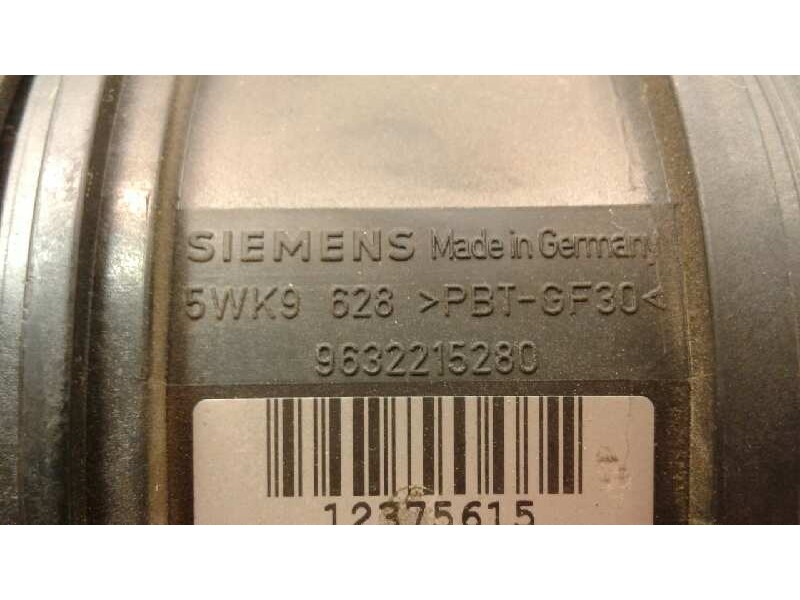 SIEMENS Made in Germany
5WK9 628 >PBT-GF30<
9632215280
12375615